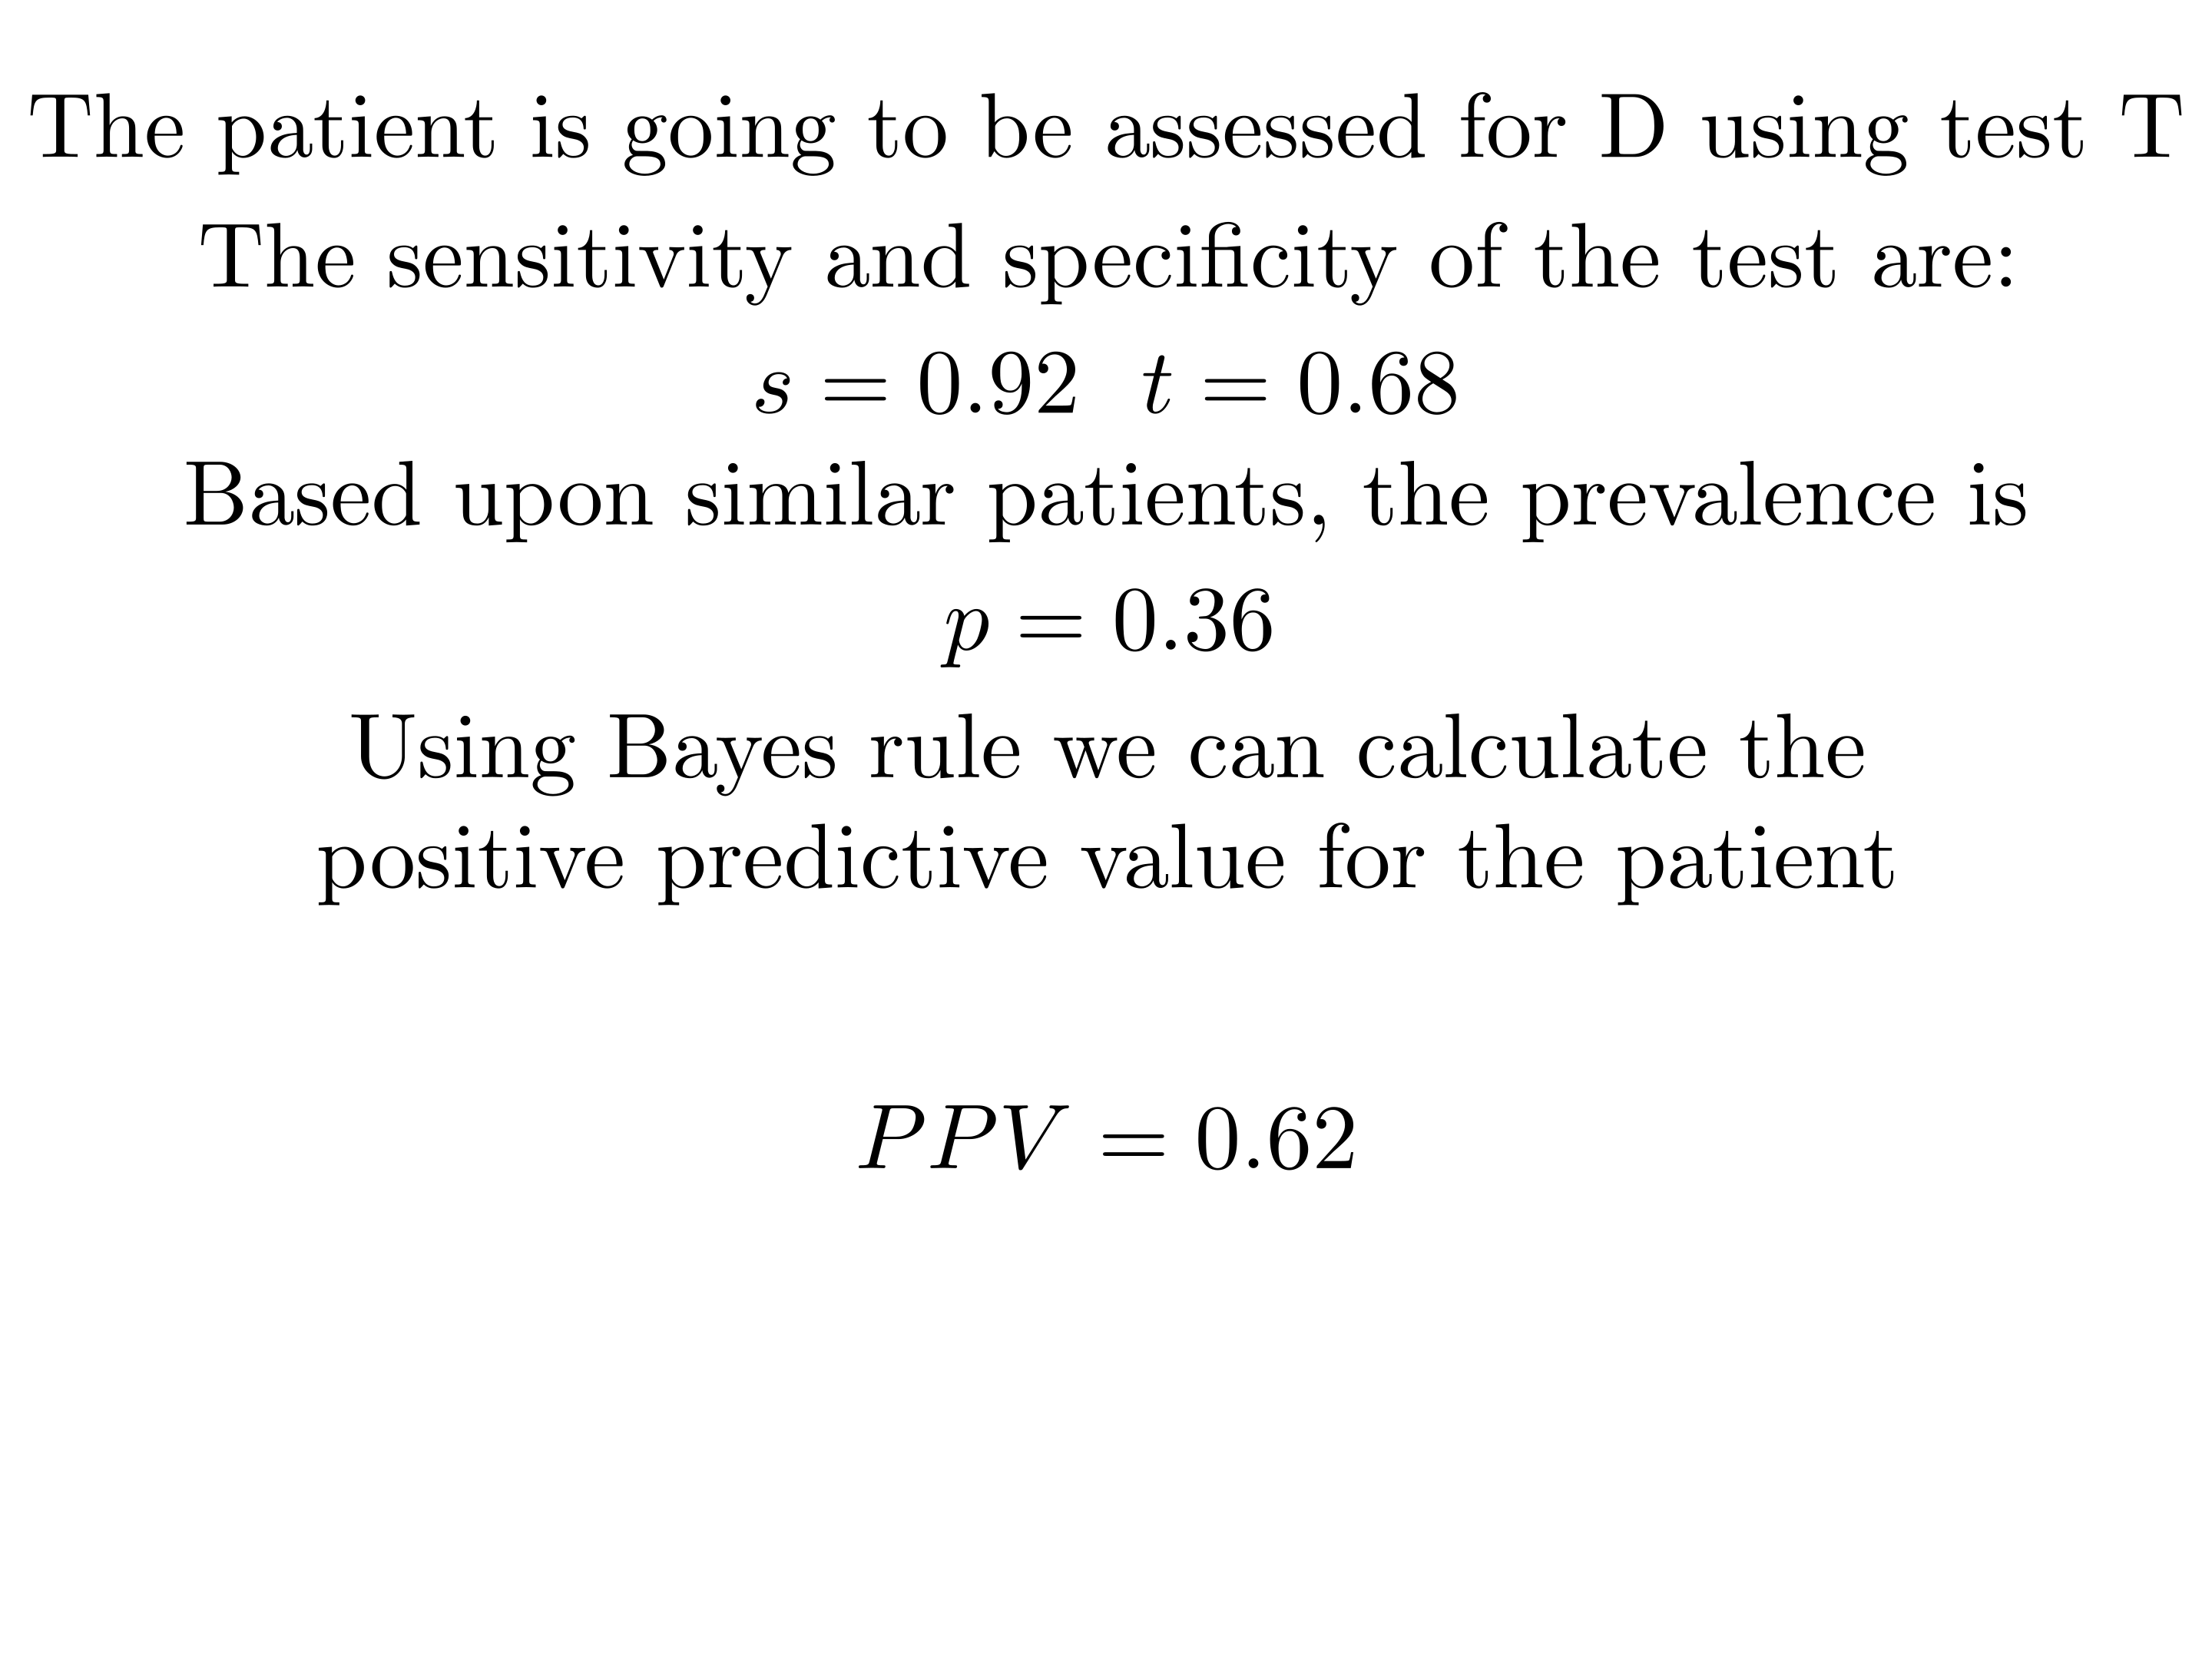 The patient is going to be assessed for D using test T
The sensitivity and specificity of the test are:
s = 0.92 t = 0.68
Based upon similar patients, the prevalence is
p = 0.36
Using Bayes rule we can calculate the
positive predictive value for the patient
PPV = 0.62